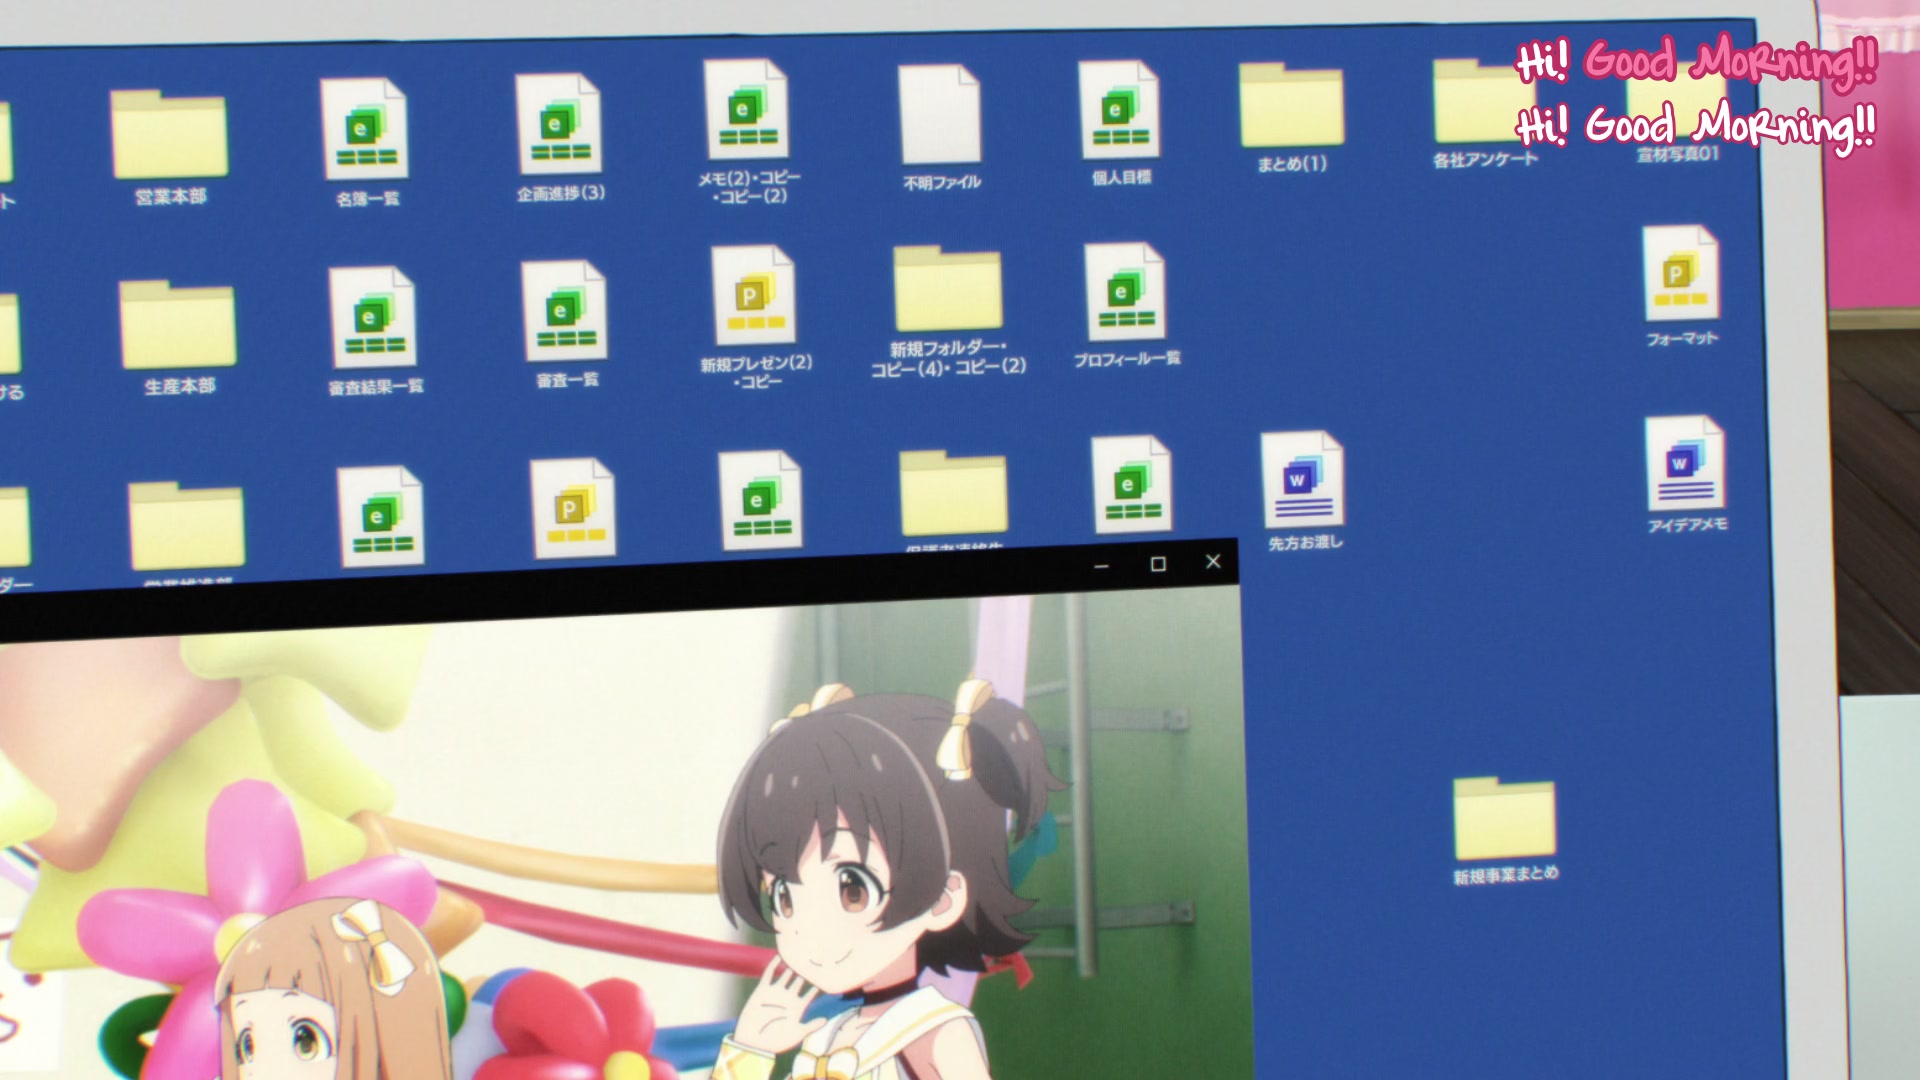 Hi! Good Morning!!
Hi! Good Morning!!
ト
営業本部
名簿一覧
企画進捗(3)
メモ(2)・コピー
・コピー(2)
不明ファイル
個人目標
まとめ(1)
各社アンケート
宣材写真01
ける
生産本部
審査結果一覧
審査一覧
新規プレゼン(2)
・コピー
新規フォルダー・
コピー(4)・コピー(2)
プロフィール一覧
フォーマット
ダー
先方お渡し
アイデアメモ
新規事業まとめ